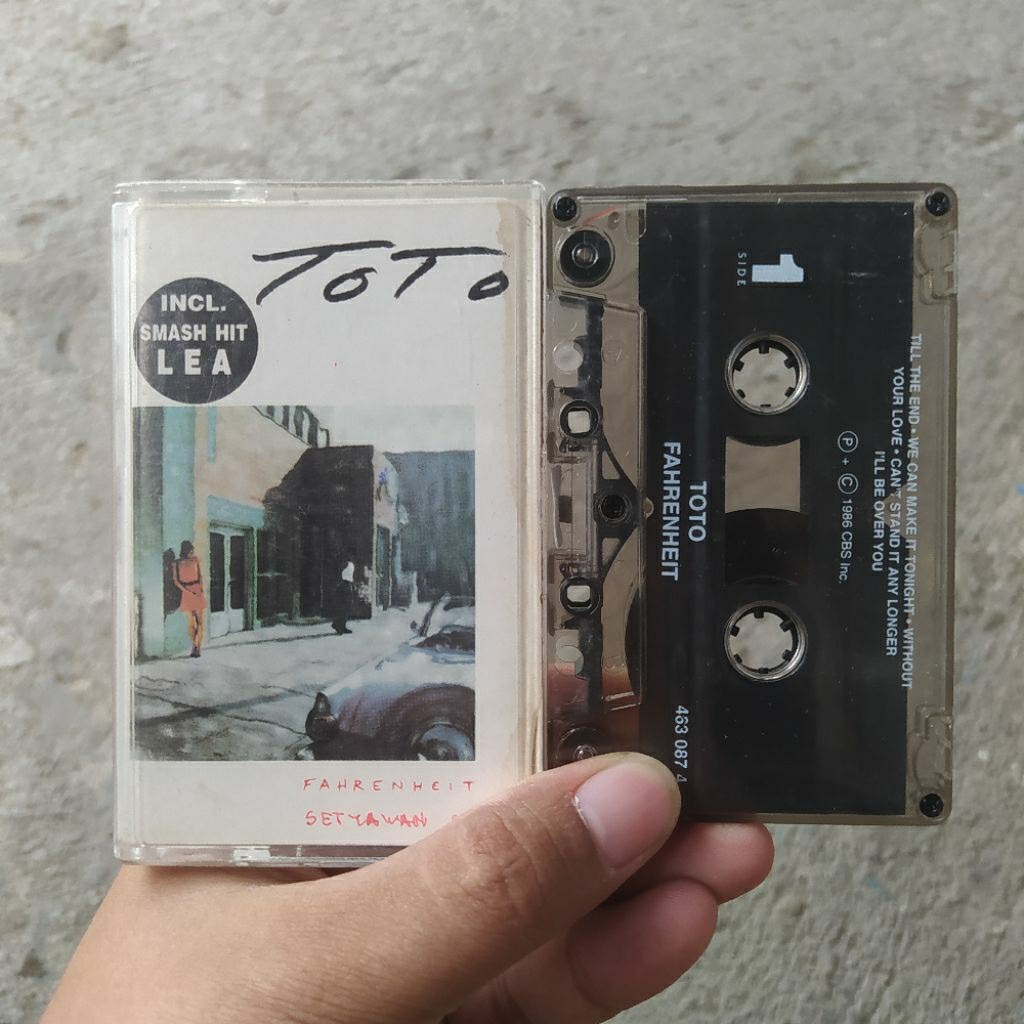 TOTO
INCL.
SMASH HIT
LEA
FAHRENHEIT
SETYAWAN
SIDE 1
TILL THE END • WE CAN MAKE IT TONIGHT • WITHOUT
YOUR LOVE • CAN'T STAND IT ANY LONGER
I'LL BE OVER YOU
Ⓟ + © 1986 CBS Inc.
TOTO
FAHRENHEIT
463 087 4